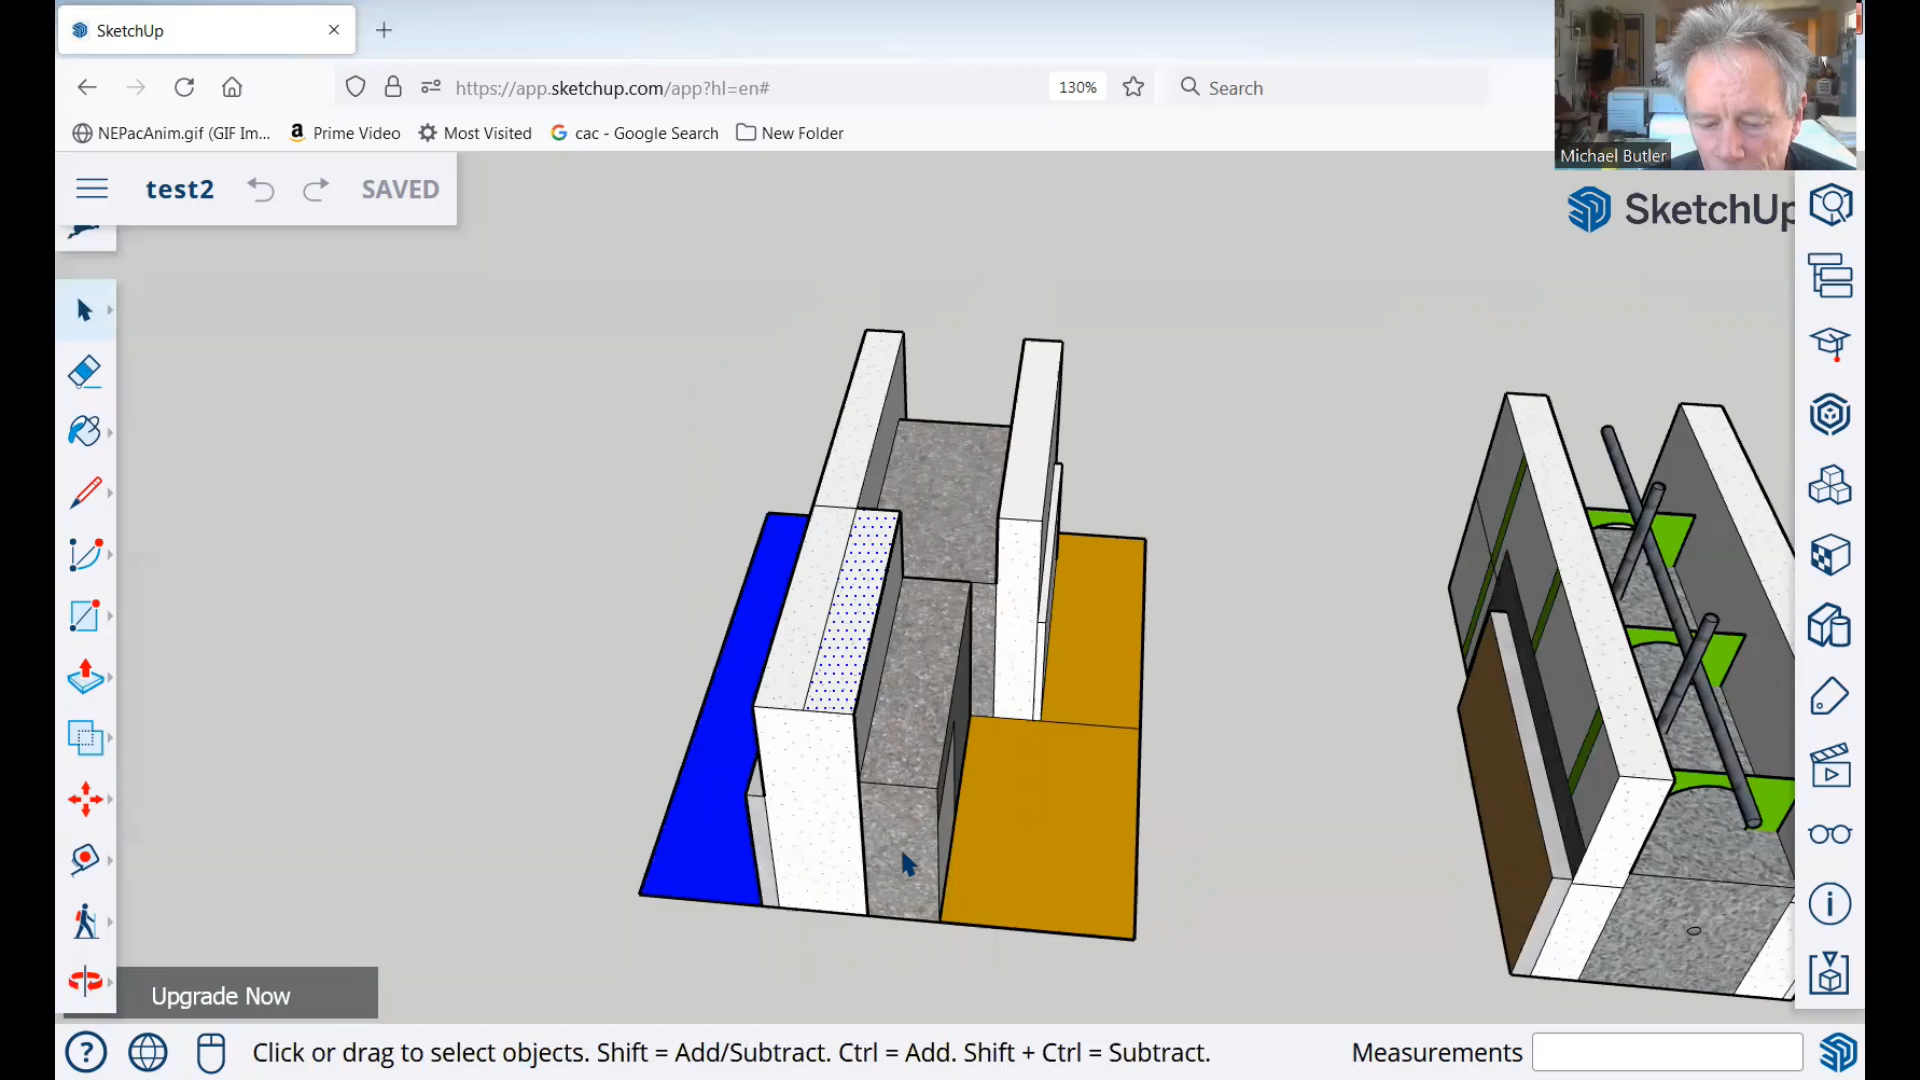 SketchUp
https://app.sketchup.com/app?hl=en#
130%
Search
NEPacAnim.gif (GIF Im...
Prime Video
Most Visited
cac - Google Search
New Folder
Michael Butler
test2
SAVED
SketchUp
Upgrade Now
Click or drag to select objects. Shift = Add/Subtract. Ctrl = Add. Shift + Ctrl = Subtract.
Measurements